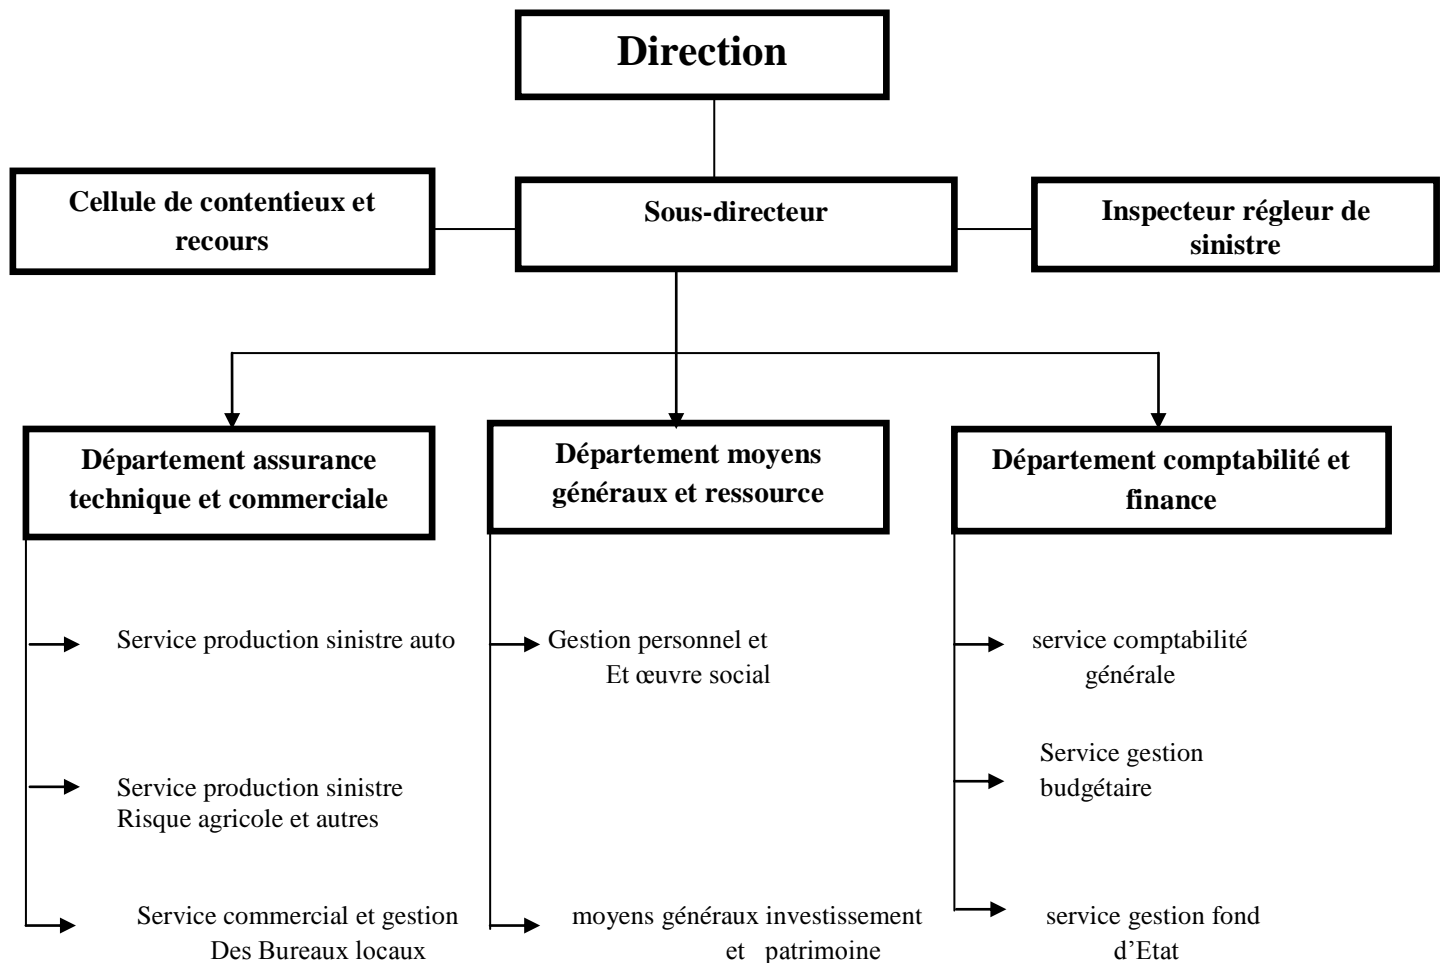 Direction
Cellule de contentieux et
recours
Sous-directeur
Inspecteur régleur de
sinistre
Département assurance
technique et commerciale
Département moyens
généraux et ressource
Département comptabilité et
finance
Service production sinistre auto
Service production sinistre
Risque agricole et autres
Service commercial et gestion
Des Bureaux locaux
Gestion personnel et
Et œuvre social
moyens généraux investissement
et patrimoine
service comptabilité
générale
Service gestion
budgétaire
service gestion fond
d'Etat